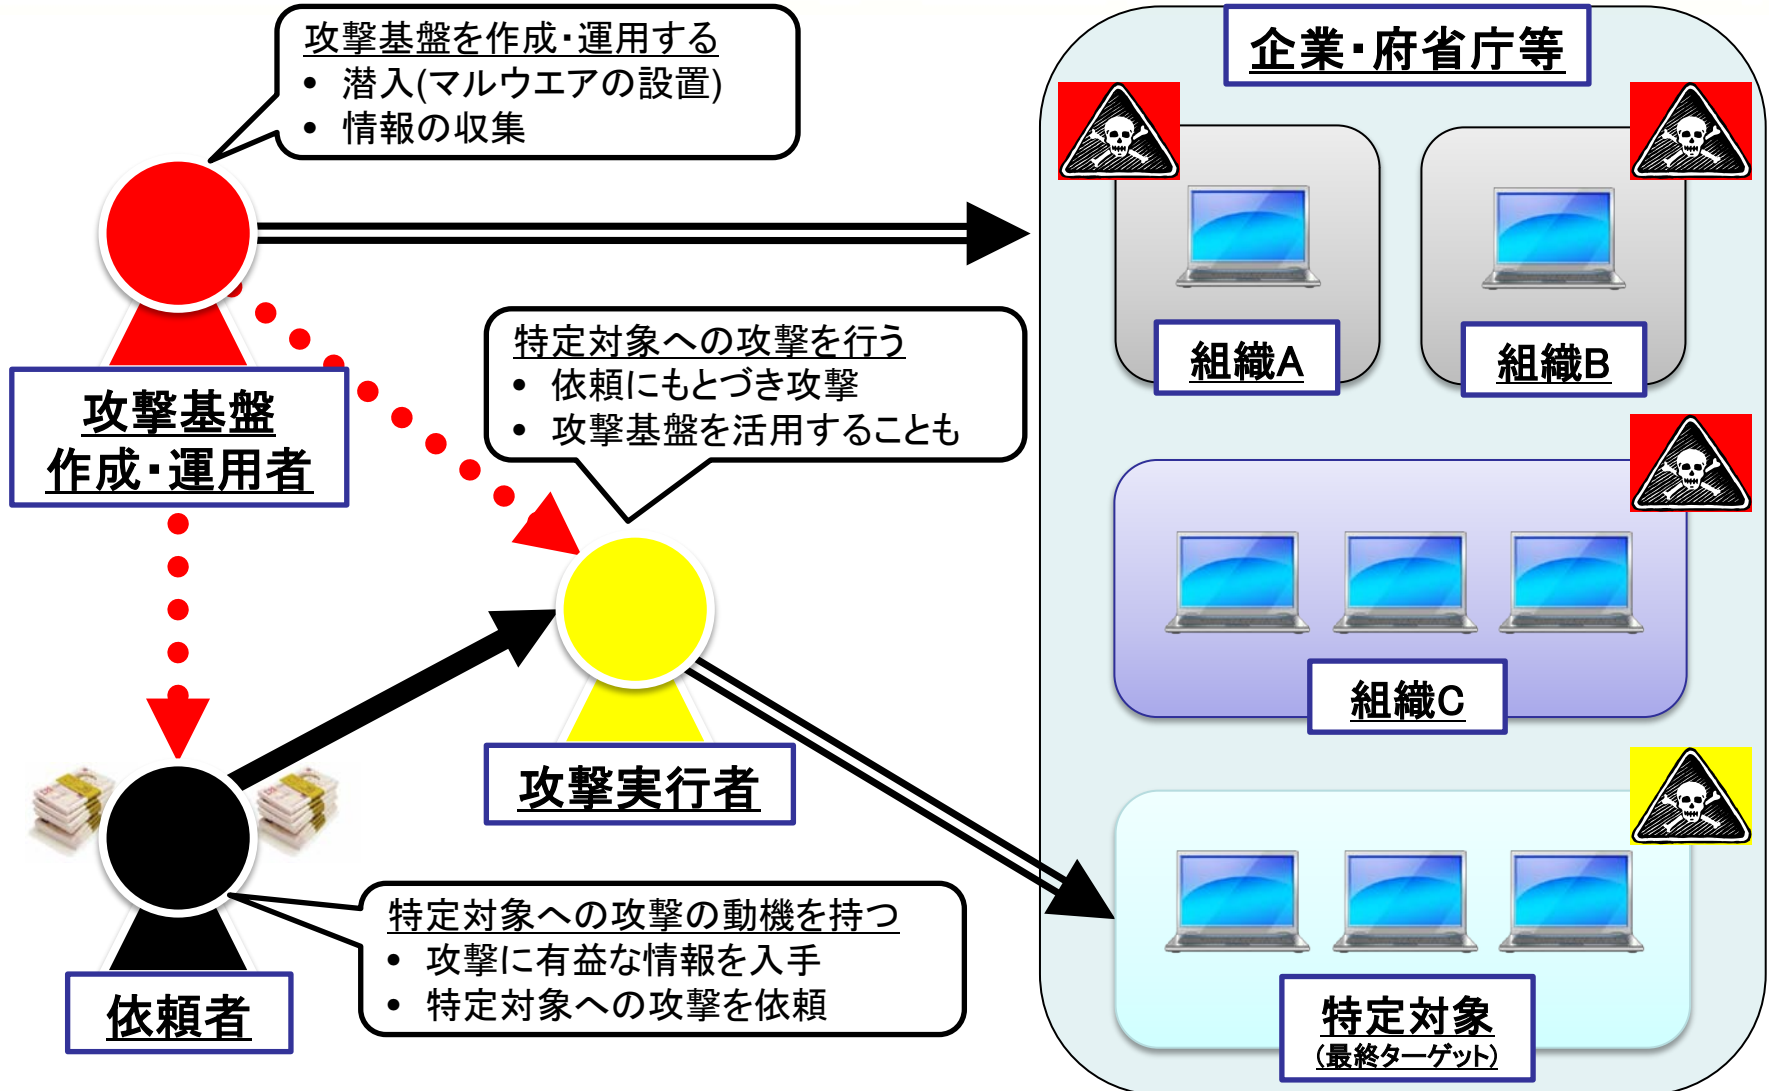 攻撃基盤を作成・運用する
• 潜入(マルウエアの設置)
• 情報の収集
攻撃基盤
作成・運用者
特定対象への攻撃を行う
• 依頼にもとづき攻撃
• 攻撃基盤を活用することも
攻撃実行者
特定対象への攻撃の動機を持つ
• 攻撃に有益な情報を入手
• 特定対象への攻撃を依頼
依頼者
企業・府省庁等
組織A
組織B
組織C
特定対象
(最終ターゲット)